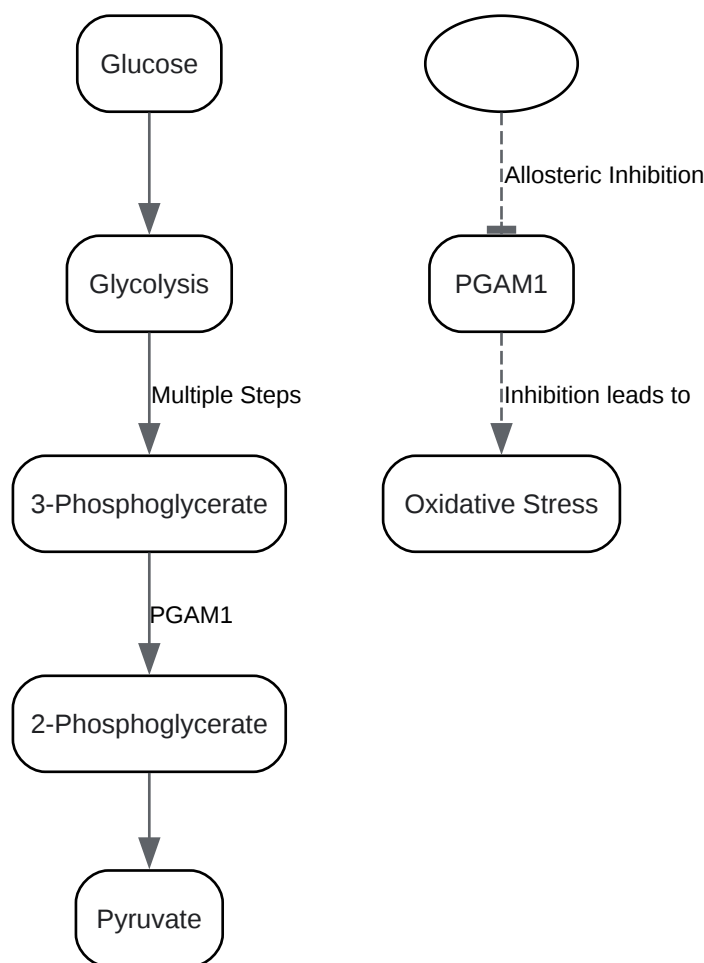 Glucose
Allosteric Inhibition
Glycolysis
PGAM1
Multiple Steps
Inhibition leads to
3-Phosphoglycerate
Oxidative Stress
PGAM1
2-Phosphoglycerate
Pyruvate